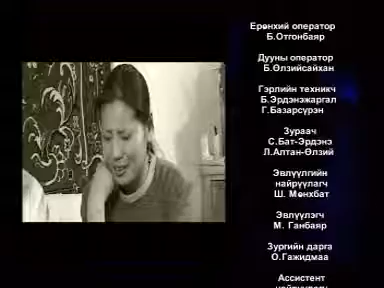 Ерөнхий оператор
Б.Отгонбаяр
Дууны оператор
Б.Өлзийсайхан
Гэрлийн техникч
Б.Эрдэнэжаргал
Г.Базарсүрэн
Зураач
С.Бат-Эрдэнэ
Л.Алтан-Элзий
Эвлүүлгийн
найруулагч
Ш. Мөнхбат
Эвлүүлэгч
М. Ганбаяр
Зургийн дарга
О.Гажидмаа
Ассистент